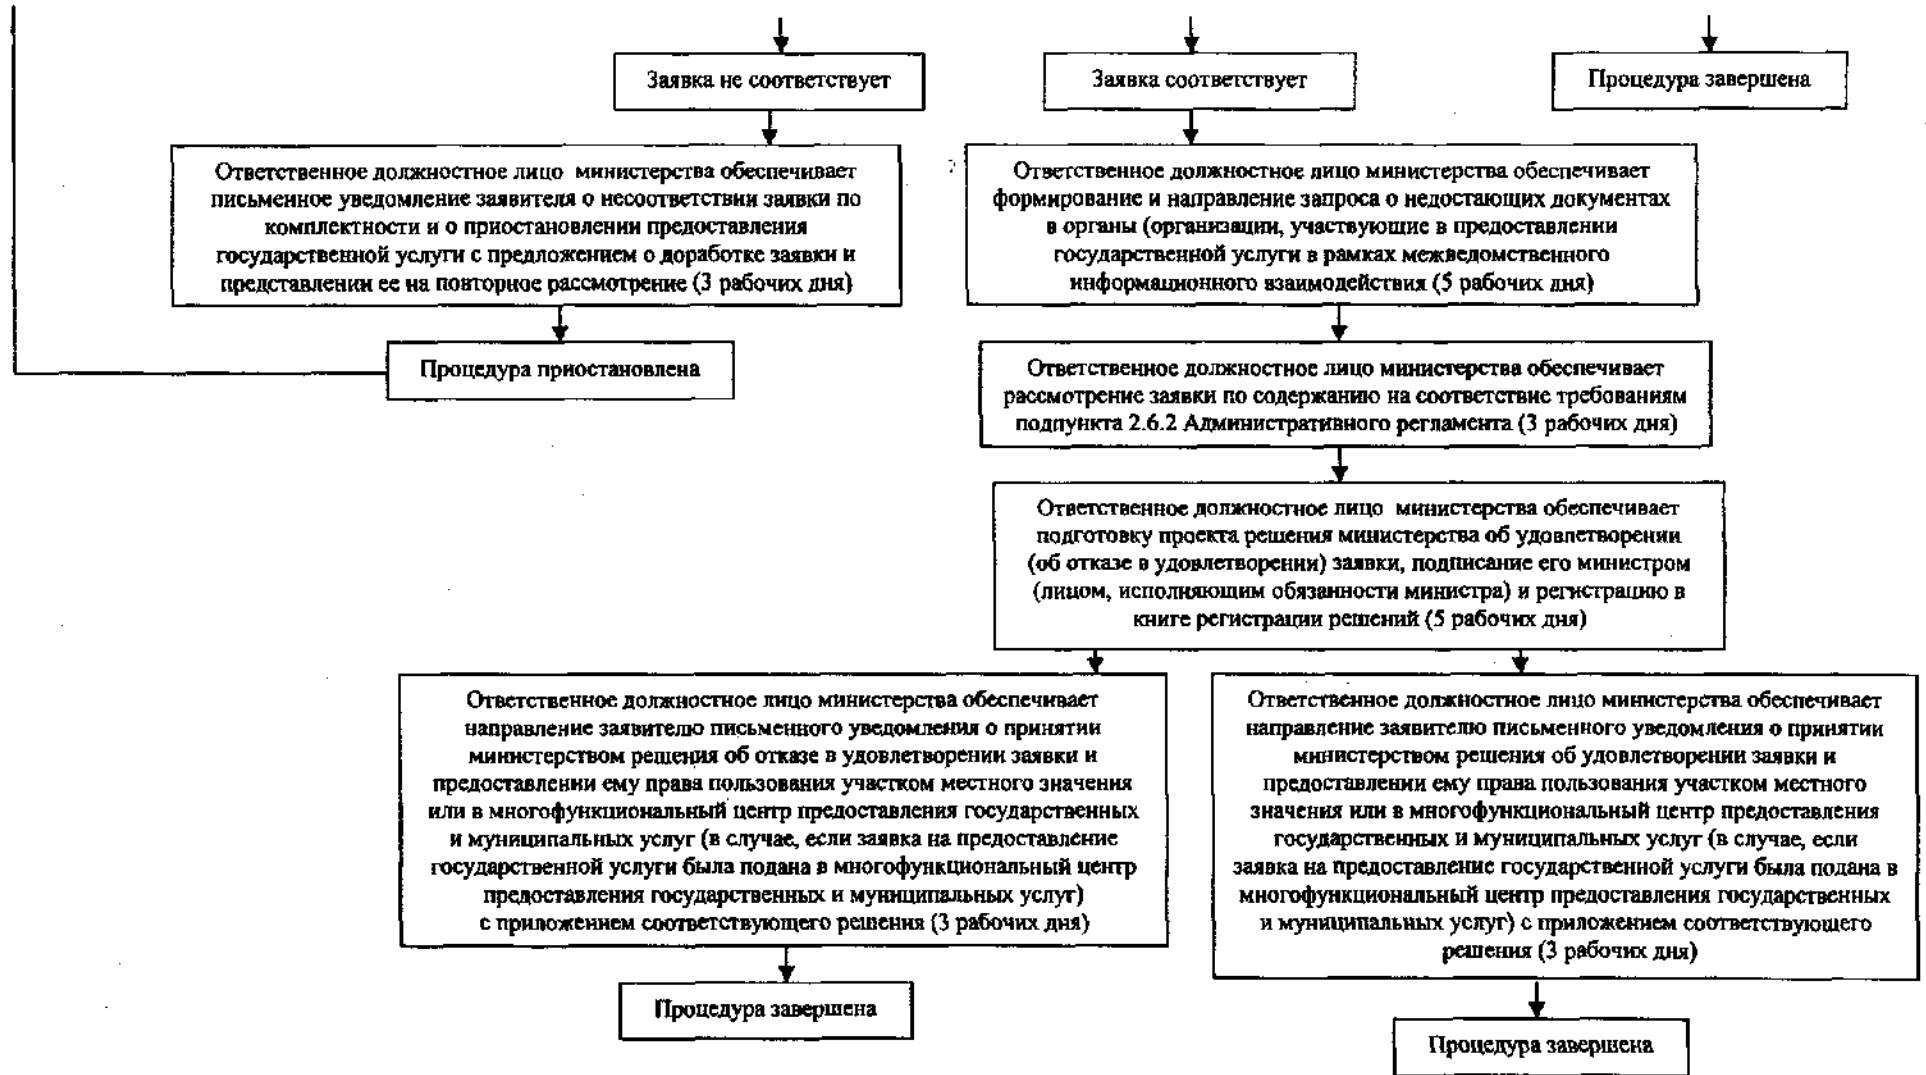 Заявка не соответствует
Заявка соответствует
Процедура завершена
Ответственное должностное лицо министерства обеспечивает
письменное уведомление заявителя о несоответствии заявки по
комплектности и о приостановлении предоставления
государственной услуги с предложением о доработке заявки и
представлении ее на повторное рассмотрение (3 рабочих дня)
Ответственное должностное лицо министерства обеспечивает
формирование и направление запроса о недостающих документах
в органы (организации, участвующие в предоставлении
государственной услуги в рамках межведомственного
информационного взаимодействия (5 рабочих дня)
Процедура приостановлена
Ответственное должностное лицо министерства обеспечивает
рассмотрение заявки по содержанию на соответствие требованиям
подпункта 2.6.2 Административного регламента (3 рабочих дня)
Ответственное должностное лицо министерства обеспечивает
подготовку проекта решения министерства об удовлетворении
(об отказе в удовлетворении) заявки, подписание его министром
(лицом, исполняющим обязанности министра) и регистрацию в
книге регистрации решений (5 рабочих дня)
Ответственное должностное лицо министерства обеспечивает
направление заявителю письменного уведомления о принятии
министерством решения об отказе в удовлетворении заявки и
предоставлении ему права пользования участком местного значения
или в многофункциональный центр предоставления государственных
и муниципальных услуг (в случае, если заявка на предоставление
государственной услуги была подана в многофункциональный центр
предоставления государственных и муниципальных услуг)
с приложением соответствующего решения (3 рабочих дня)
Ответственное должностное лицо министерства обеспечивает
направление заявителю письменного уведомления о принятии
министерством решения об удовлетворении заявки и
предоставлении ему права пользования участком местного
значения или в многофункциональный центр предоставления
государственных и муниципальных услуг (в случае, если
заявка на предоставление государственной услуги была подана в
многофункциональный центр предоставления государственных
и муниципальных услуг) с приложением соответствующего
решения (3 рабочих дня)
Процедура завершена
Процедура завершена